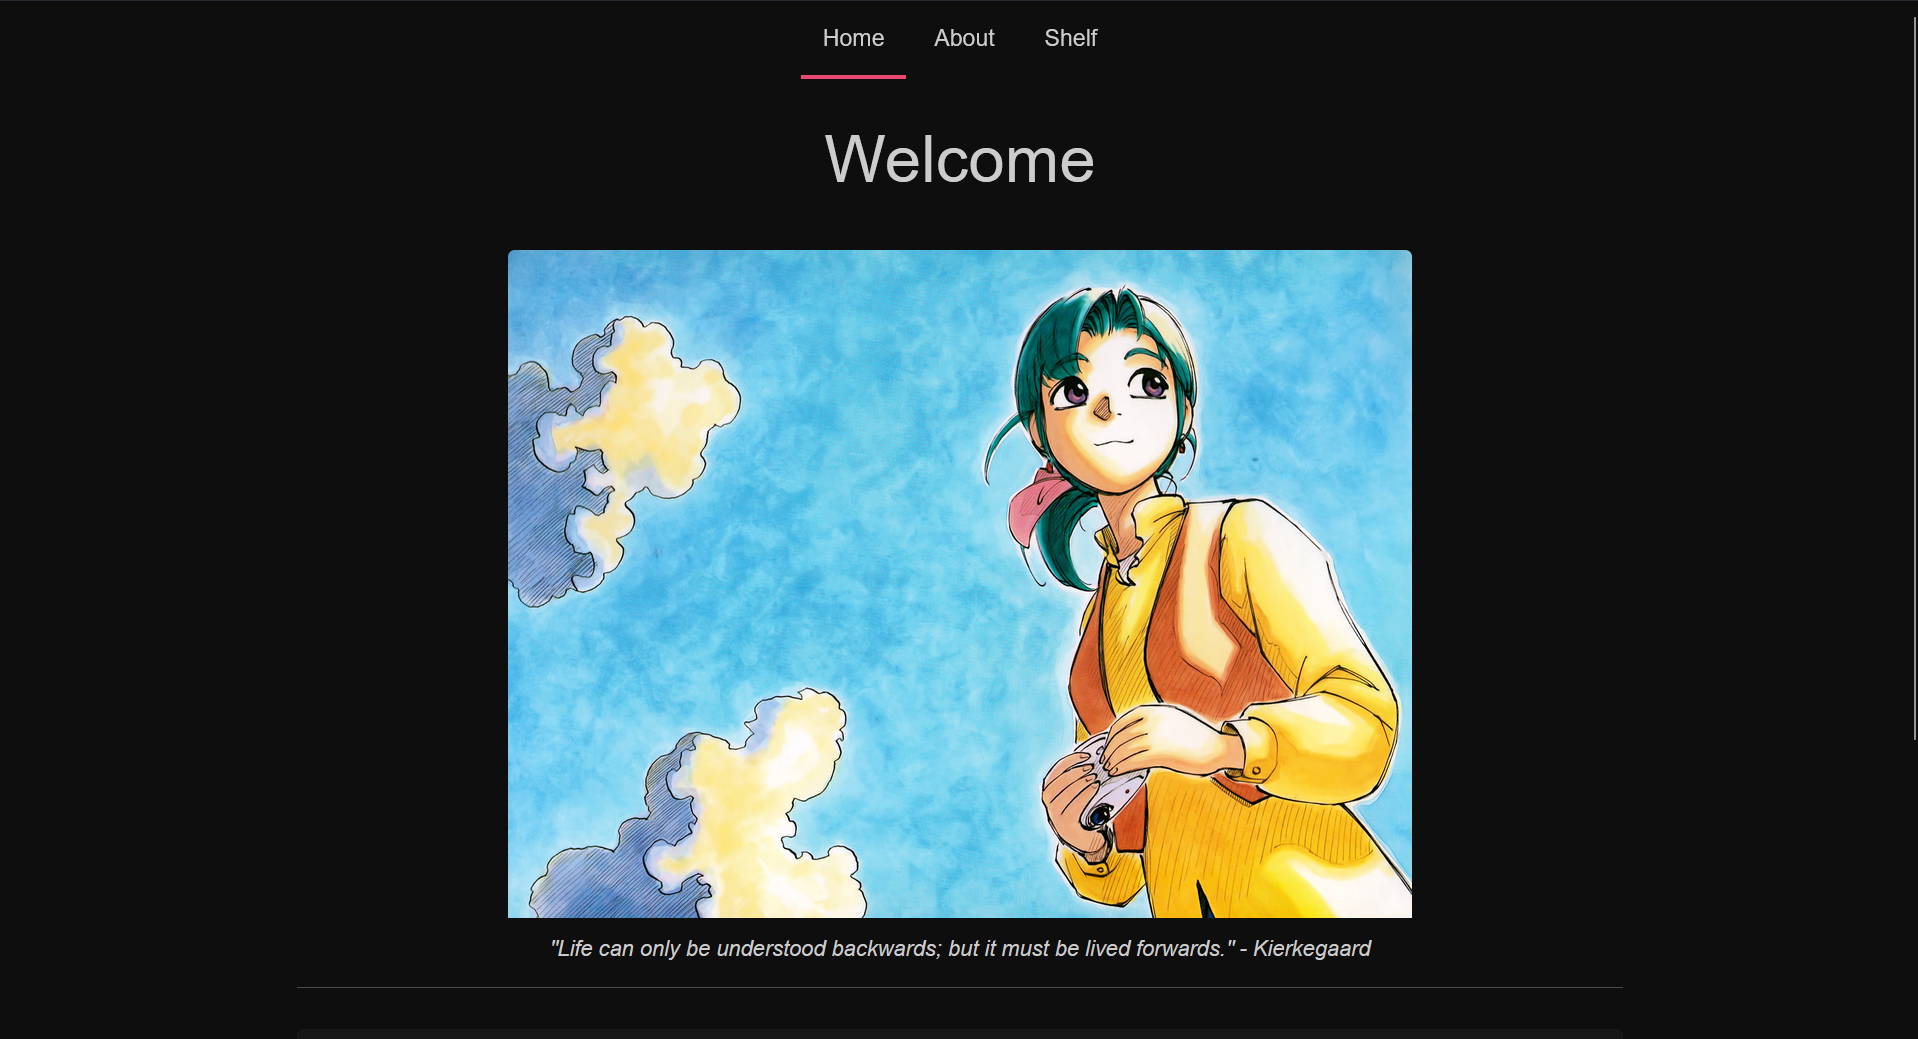 Home About Shelf
Welcome
"Life can only be understood backwards; but it must be lived forwards." - Kierkegaard